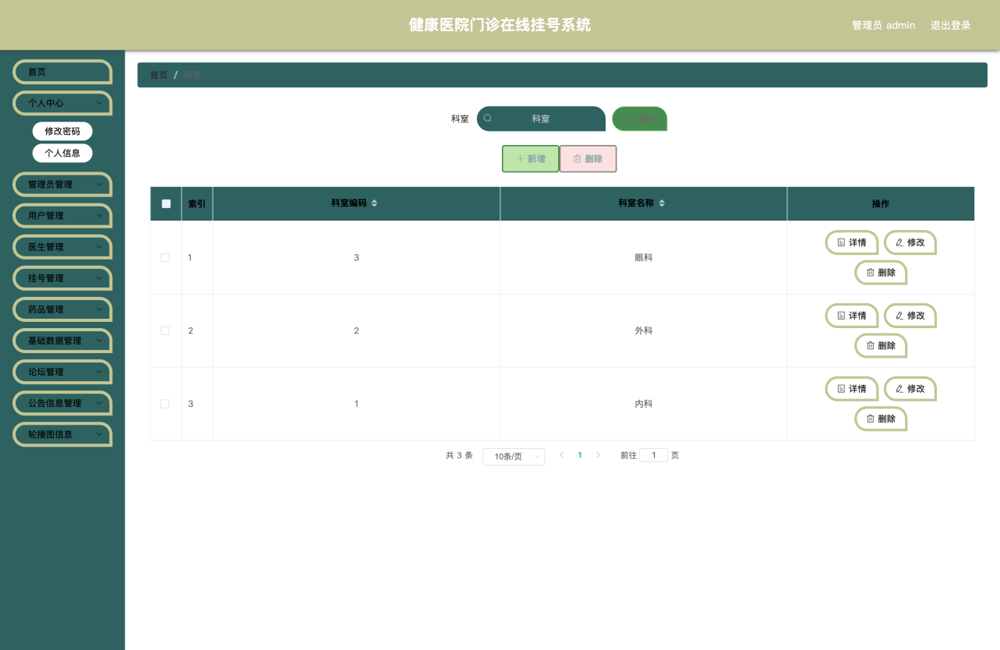 健康医院门诊在线挂号系统
管理员 admin 退出登录
首页
个人中心
修改密码
个人信息
管理员管理
用户管理
医生管理
挂号管理
药品管理
基础数据管理
论坛管理
公告信息管理
轮播图信息
首页 / 科室
科室 科室
新增 删除
索引 科室编码 科室名称 操作
1 3 眼科 详情 修改
删除
2 2 外科 详情 修改
删除
3 1 内科 详情 修改
删除
共 3 条 10条/页 1 前往 1 页